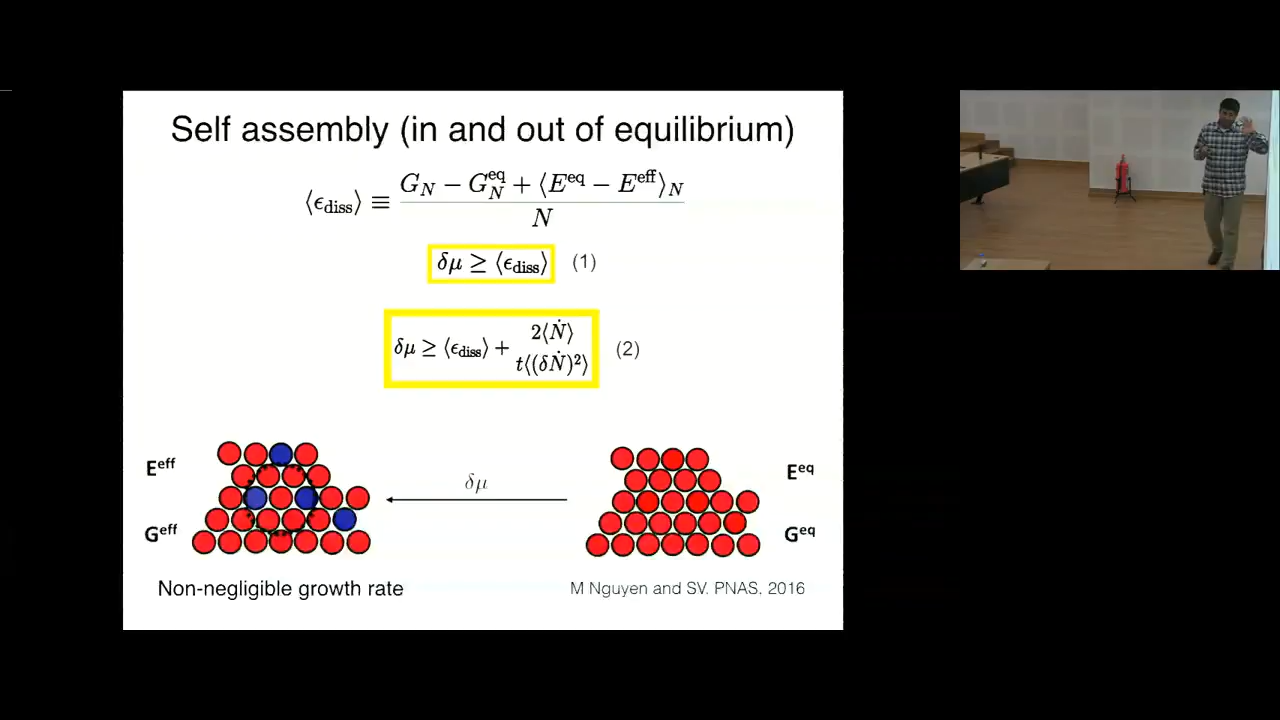 Self assembly (in and out of equilibrium)
⟨ϵ_diss⟩ ≡ (G_N − G_N^eq + ⟨E^eq − E^eff⟩_N) / N
δμ ≥ ⟨ϵ_diss⟩ (1)
δμ ≥ ⟨ϵ_diss⟩ + 2⟨Ṅ⟩ / t⟨(δṄ)²⟩ (2)
E^eff
G^eff
δμ
E^eq
G^eq
Non-negligible growth rate
M Nguyen and SV. PNAS. 2016